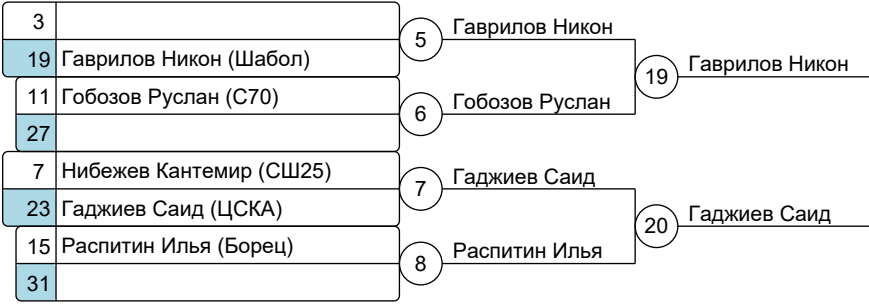 3
19 Гаврилов Никон (Шабол)
5 Гаврилов Никон
11 Гобозов Руслан (С70)
27
6 Гобозов Руслан
19 Гаврилов Никон
7 Нибежев Кантемир (СШ25)
23 Гаджиев Саид (ЦСКА)
7 Гаджиев Саид
15 Распитин Илья (Борец)
31
8 Распитин Илья
20 Гаджиев Саид